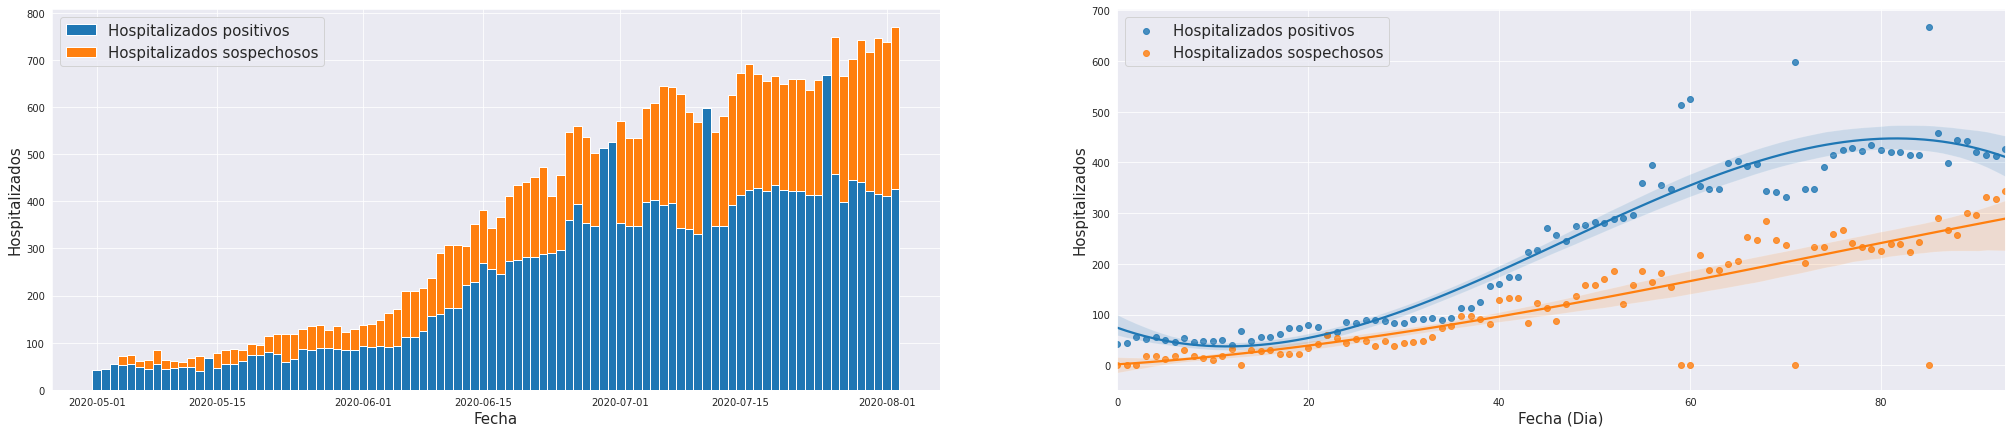 Hospitalizados positivos
Hospitalizados sospechosos
Hospitalizados
800
700
600
500
400
300
200
100
0
2020-05-01 2020-05-15 2020-06-01 2020-06-15 2020-07-01 2020-07-15 2020-08-01
Fecha
Hospitalizados positivos
Hospitalizados sospechosos
Hospitalizados
700
600
500
400
300
200
100
0
0 20 40 60 80
Fecha (Dia)